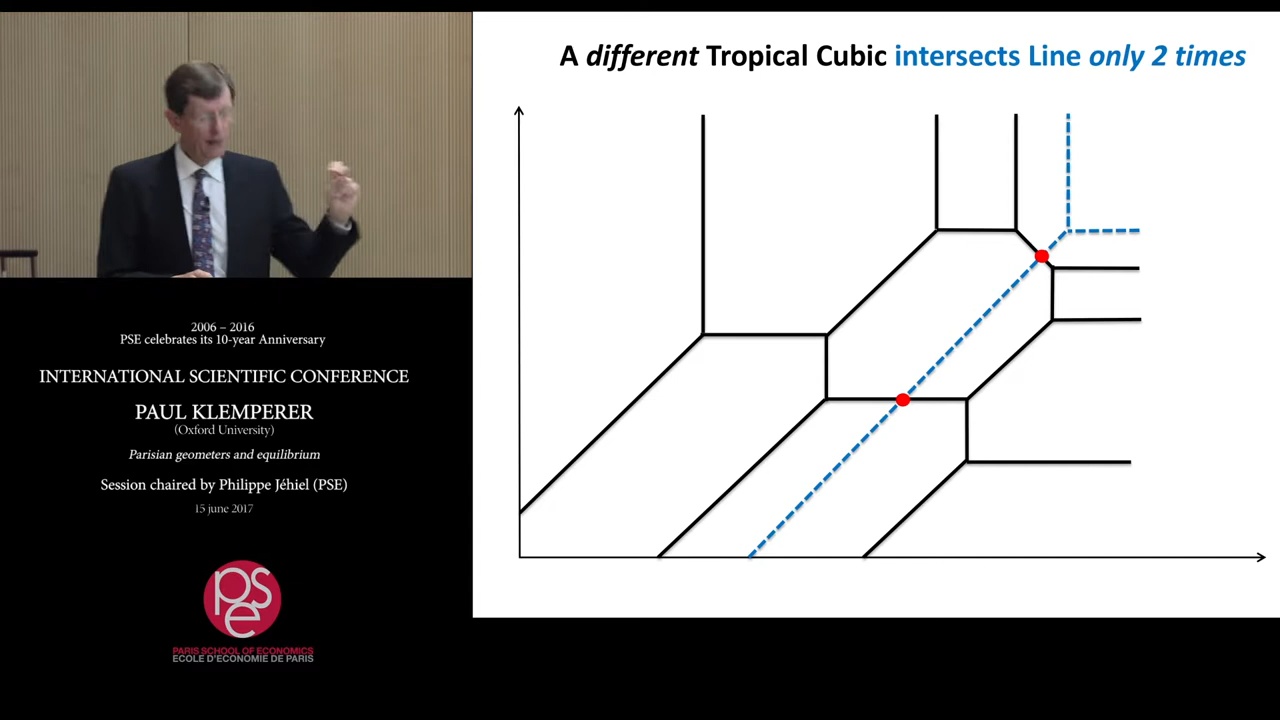 A different Tropical Cubic intersects Line only 2 times
2006 – 2016
PSE celebrates its 10-year Anniversary
INTERNATIONAL SCIENTIFIC CONFERENCE
PAUL KLEMPERER
(Oxford University)
Parisian geometers and equilibrium
Session chaired by Philippe Jéhiel (PSE)
15 june 2017
pse
PARIS SCHOOL OF ECONOMICS
ECOLE D'ECONOMIE DE PARIS